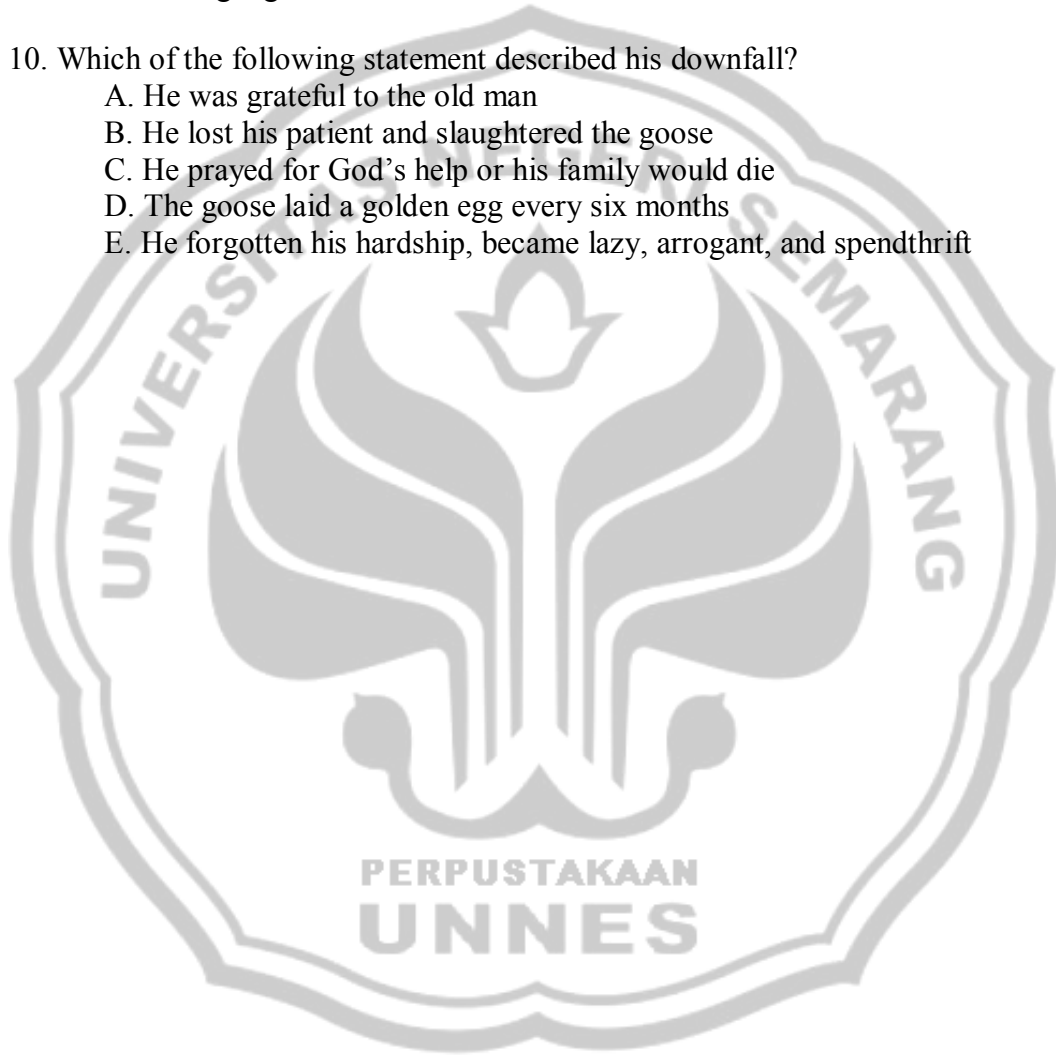 10. Which of the following statement described his downfall?
A. He was grateful to the old man
B. He lost his patient and slaughtered the goose
C. He prayed for God's help or his family would die
D. The goose laid a golden egg every six months
E. He forgotten his hardship, became lazy, arrogant, and spendthrift
UNIVERSITAS NEGERI SEMARANG
PERPUSTAKAAN
UNNES